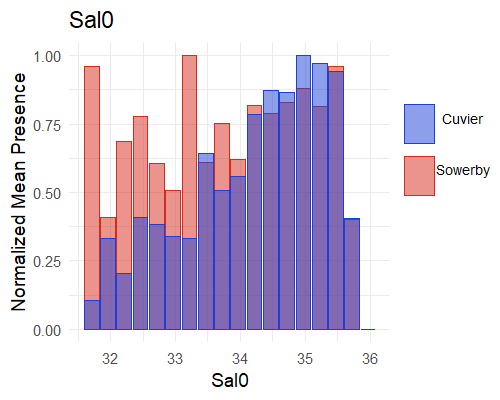 Sal0
Normalized Mean Presence
1.00
0.75
0.50
0.25
0.00
32 33 34 35 36
Sal0
Cuvier
Sowerby